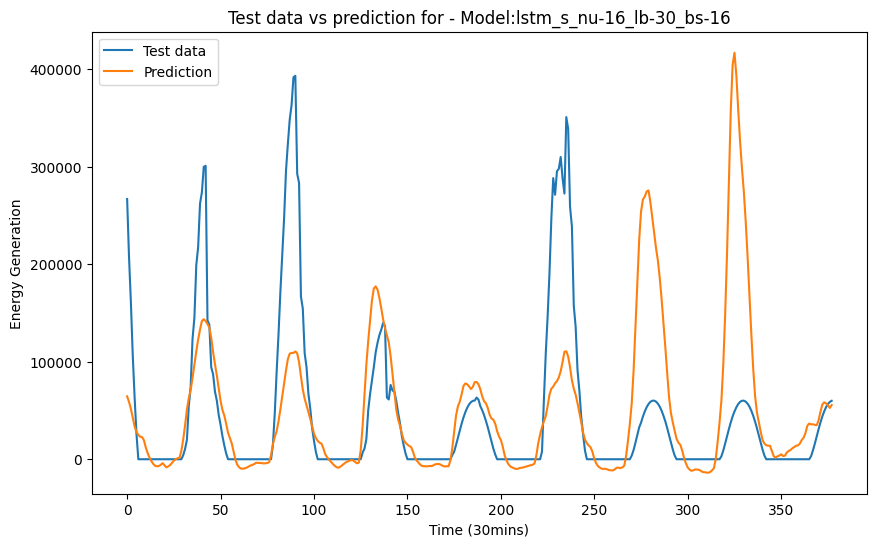 Test data vs prediction for - Model:lstm_s_nu-16_lb-30_bs-16
Test data
Prediction
400000
300000
200000
100000
0
Energy Generation
0 50 100 150 200 250 300 350
Time (30mins)